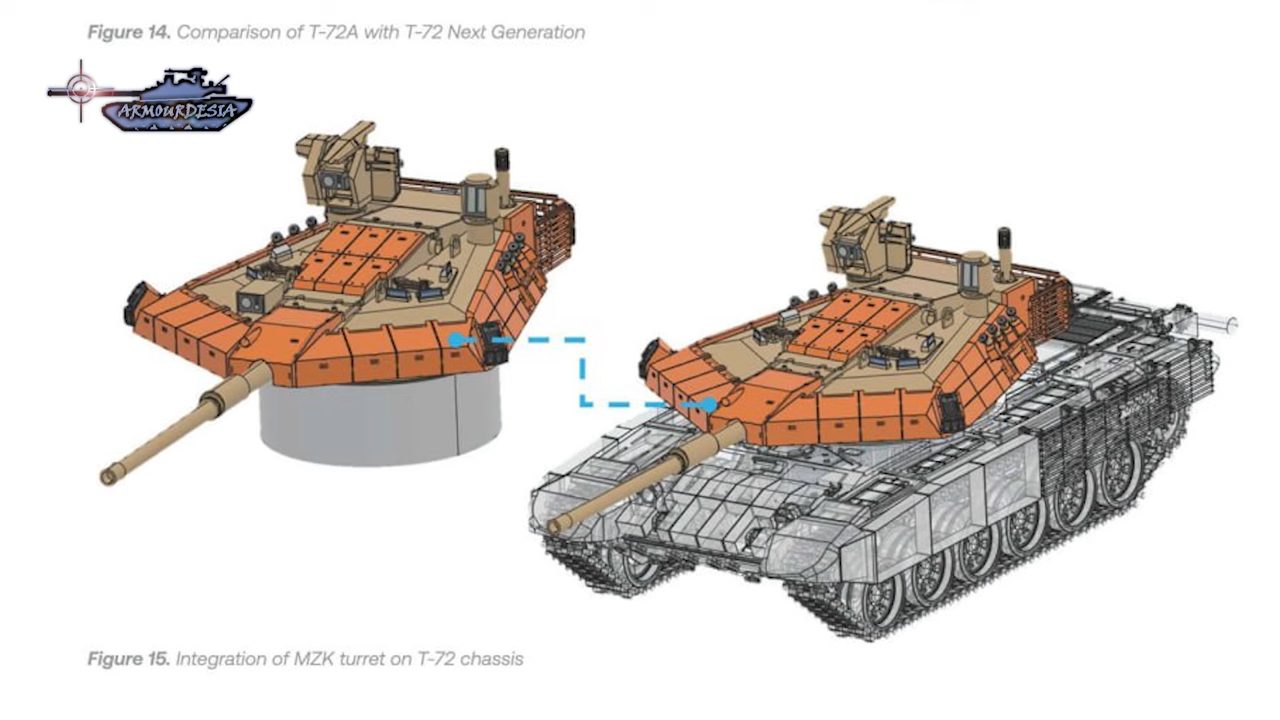 Figure 14. Comparison of T-72A with T-72 Next Generation
ARMOURDESIA
Figure 15. Integration of MZK turret on T-72 chassis